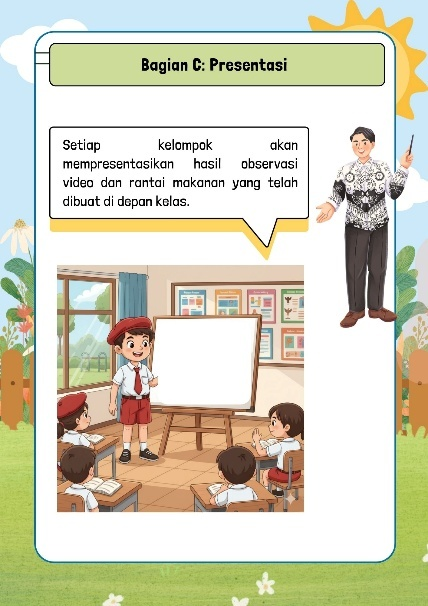 Bagian C: Presentasi
Setiap kelompok akan
mempresentasikan hasil observasi
video dan rantai makanan yang telah
dibuat di depan kelas.